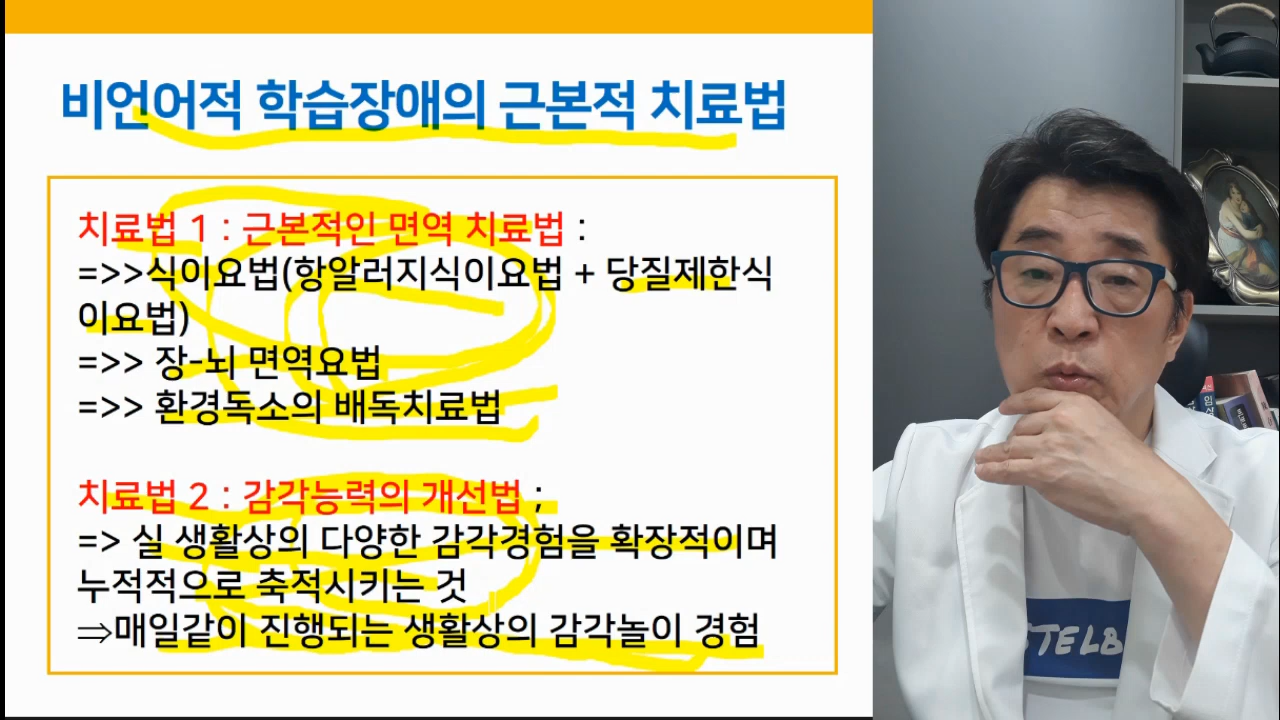 비언어적 학습장애의 근본적 치료법
치료법 1 : 근본적인 면역 치료법 :
=>>식이요법(항알러지식이요법 + 당질제한식
이요법)
=>> 장-뇌 면역요법
=>> 환경독소의 배독치료법
치료법 2 : 감각능력의 개선법 ;
=> 실 생활상의 다양한 감각경험을 확장적이며
누적적으로 축적시키는 것
⇒매일같이 진행되는 생활상의 감각놀이 경험
STELB